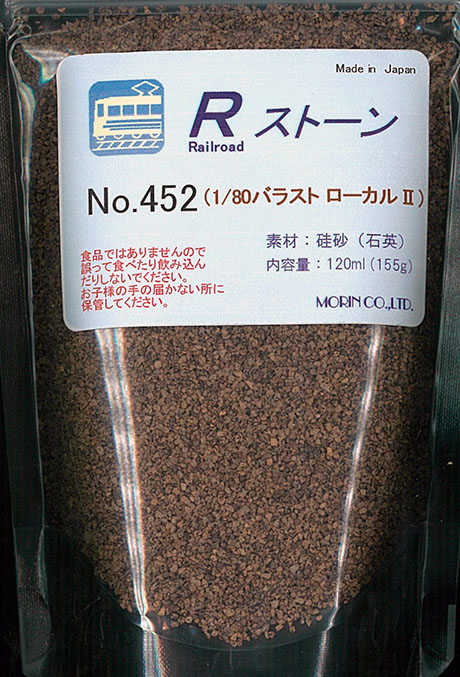 Made in Japan
R ストーン
Railroad
No.452 (1/80バラスト ローカル II)
素材：硅砂（石英）
内容量：120ml(155g)
食品ではありませんので
誤って食べたり飲み込ん
だりしないでください。
お子様の手の届かない所に
保管してください。
MORIN CO.,LTD.